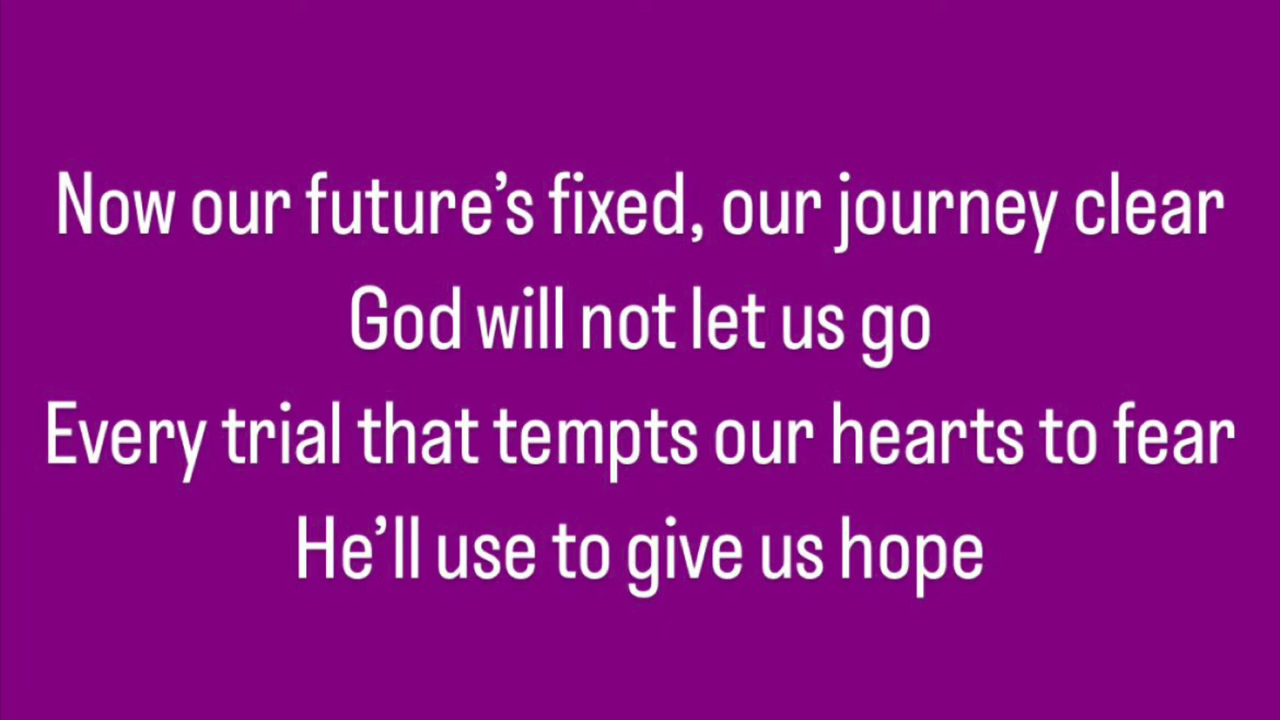 Now our future’s fixed, our journey clear
God will not let us go
Every trial that tempts our hearts to fear
He’ll use to give us hope